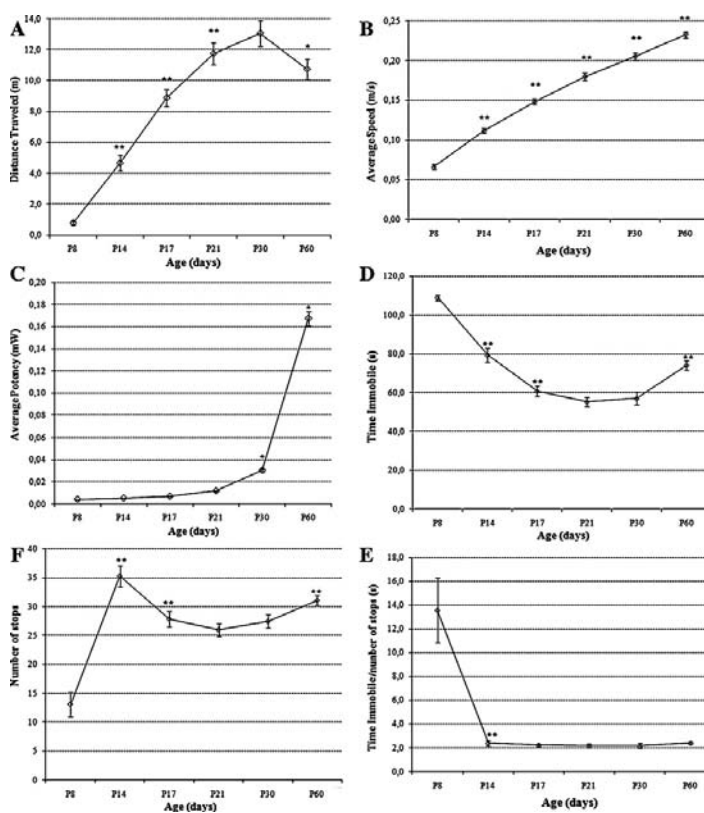 A
Distance Traveled (m)
14,0
12,0
10,0
8,0
6,0
4,0
2,0
0,0
** ** ** *
P8 P14 P17 P21 P30 P60
Age (days)
B
Average Speed (m/s)
0,25
0,20
0,15
0,10
0,05
0,00
** ** ** ** **
P8 P14 P17 P21 P30 P60
Age (days)
C
Average Potency (mW)
0,20
0,18
0,16
0,14
0,12
0,10
0,08
0,06
0,04
0,02
0,00
* *
P8 P14 P17 P21 P30 P60
Age (days)
D
Time Immobile (s)
120,0
100,0
80,0
60,0
40,0
20,0
0,0
** ** **
P8 P14 P17 P21 P30 P60
Age (days)
F
Number of stops
40
35
30
25
20
15
10
5
0
** ** **
P8 P14 P17 P21 P30 P60
Age (days)
E
Time Immobile/number of stops (s)
18,0
16,0
14,0
12,0
10,0
8,0
6,0
4,0
2,0
0,0
**
P8 P14 P17 P21 P30 P60
Age (days)